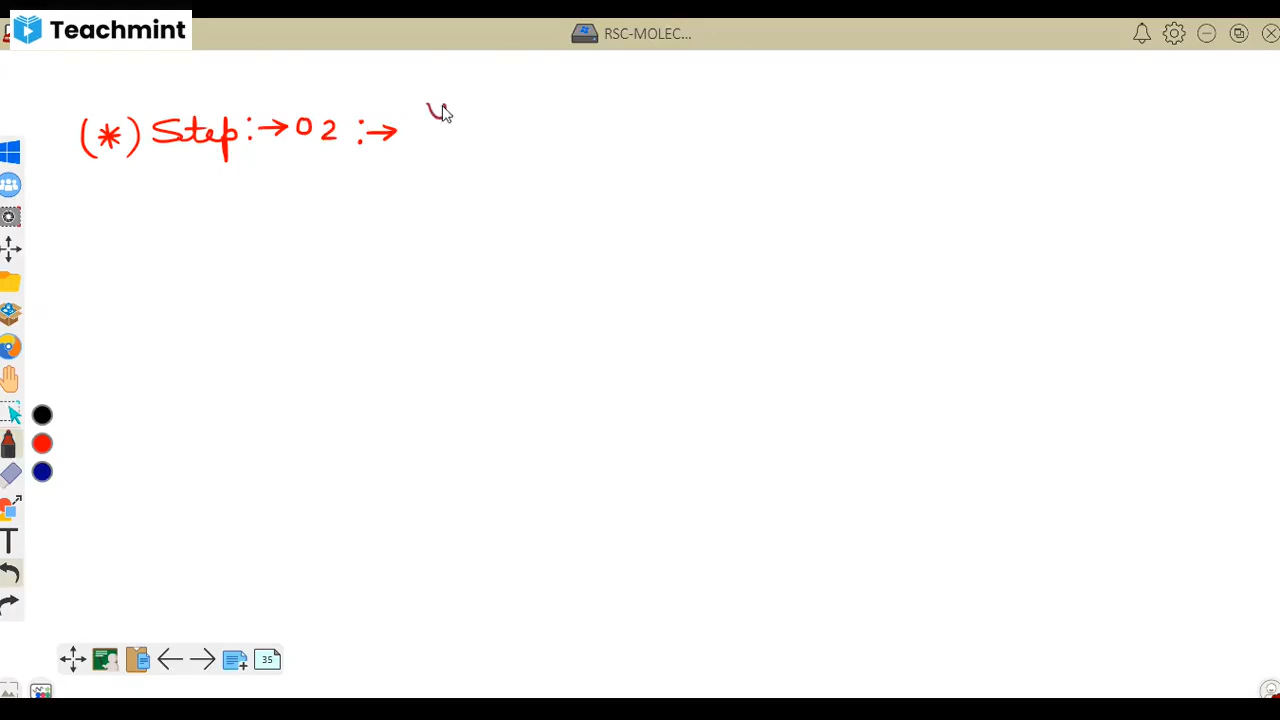 Teachmint
RSC-MOLEC...
(*) Step :→ 02 :→
T
35